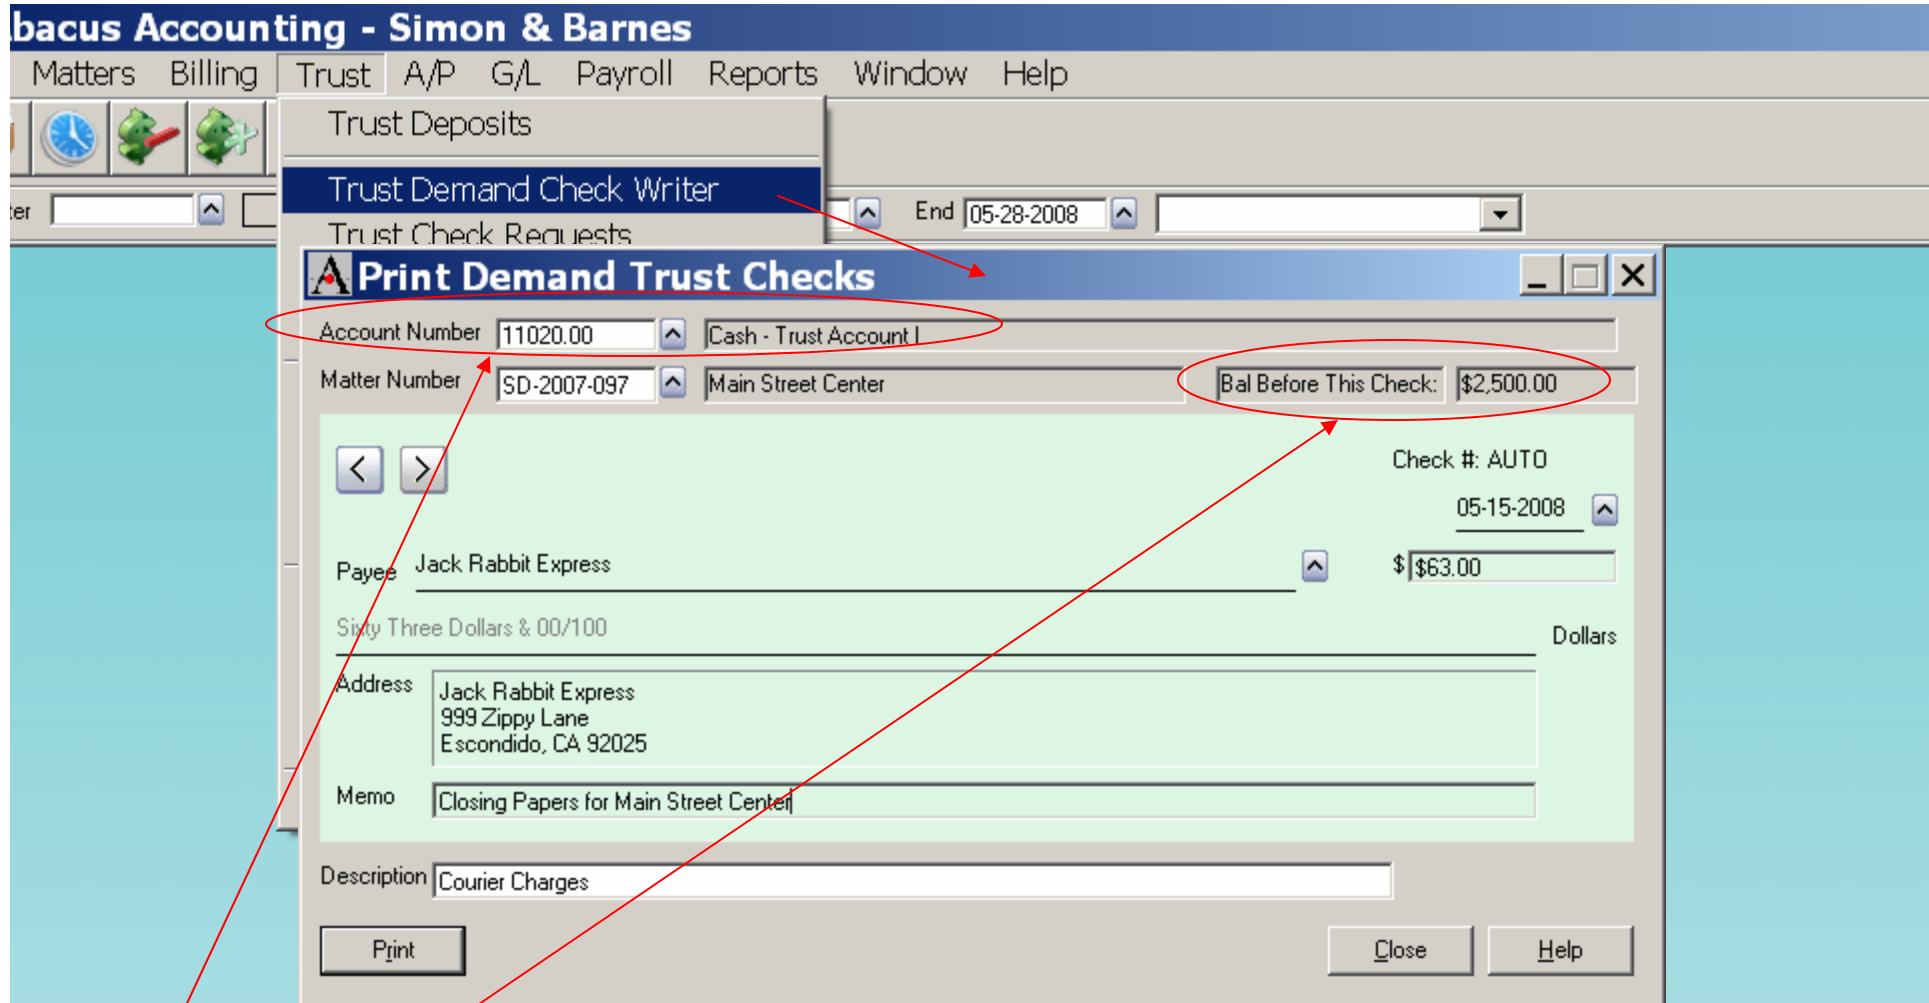 bacus Accounting - Simon & Barnes
Matters Billing Trust A/P G/L Payroll Reports Window Help
Trust Deposits
Trust Demand Check Writer
ter End 05-28-2008
Trust Check Requests
Print Demand Trust Checks
Account Number 11020.00 Cash - Trust Account I
Matter Number SD-2007-097 Main Street Center Bal Before This Check: $2,500.00
< >
Check #: AUTO
05-15-2008
Payee Jack Rabbit Express $ $63.00
Sixty Three Dollars & 00/100 Dollars
Address Jack Rabbit Express
999 Zippy Lane
Escondido, CA 92025
Memo Closing Papers for Main Street Center
Description Courier Charges
Print Close Help